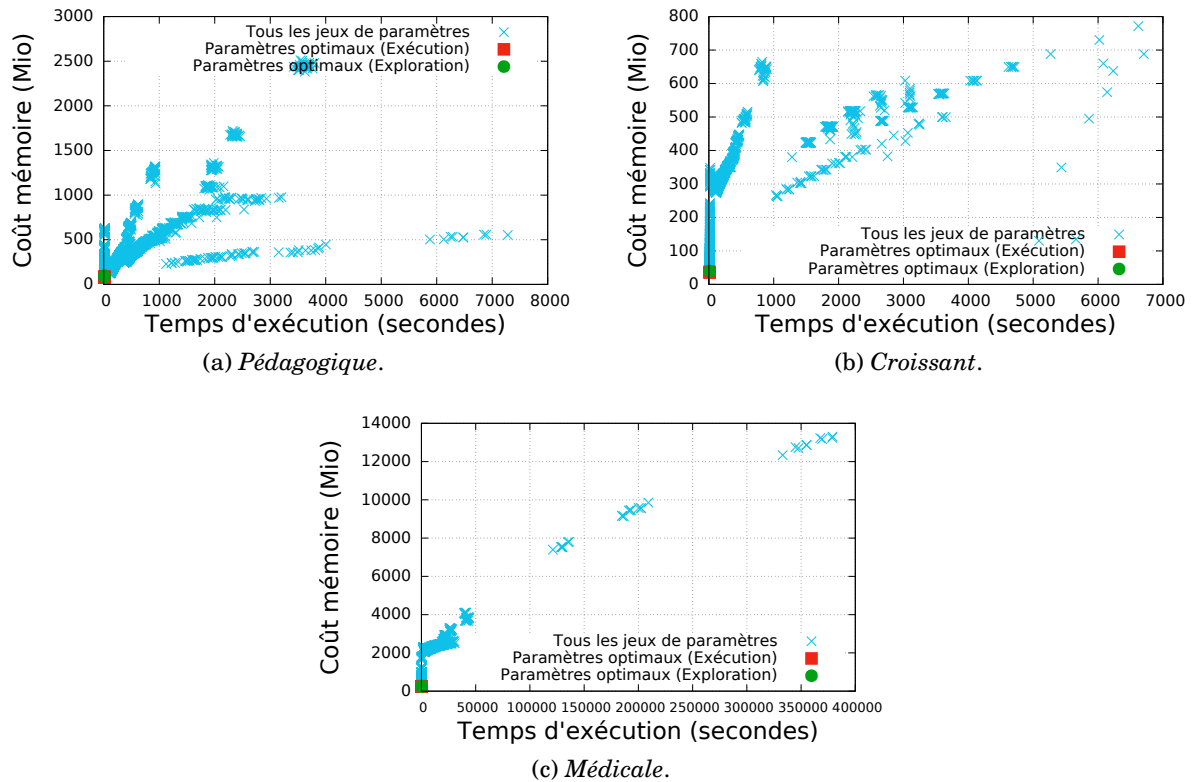 3000
2500
2000
1500
1000
500
0
Coût mémoire (Mio)
Tous les jeux de paramètres
Paramètres optimaux (Exécution)
Paramètres optimaux (Exploration)
0 1000 2000 3000 4000 5000 6000 7000 8000
Temps d'exécution (secondes)
(a) Pédagogique.
800
700
600
500
400
300
200
100
0
Coût mémoire (Mio)
Tous les jeux de paramètres
Paramètres optimaux (Exécution)
Paramètres optimaux (Exploration)
0 1000 2000 3000 4000 5000 6000 7000
Temps d'exécution (secondes)
(b) Croissant.
14000
12000
10000
8000
6000
4000
2000
0
Coût mémoire (Mio)
Tous les jeux de paramètres
Paramètres optimaux (Exécution)
Paramètres optimaux (Exploration)
0 50000 100000 150000 200000 250000 300000 350000 400000
Temps d'exécution (secondes)
(c) Médicale.